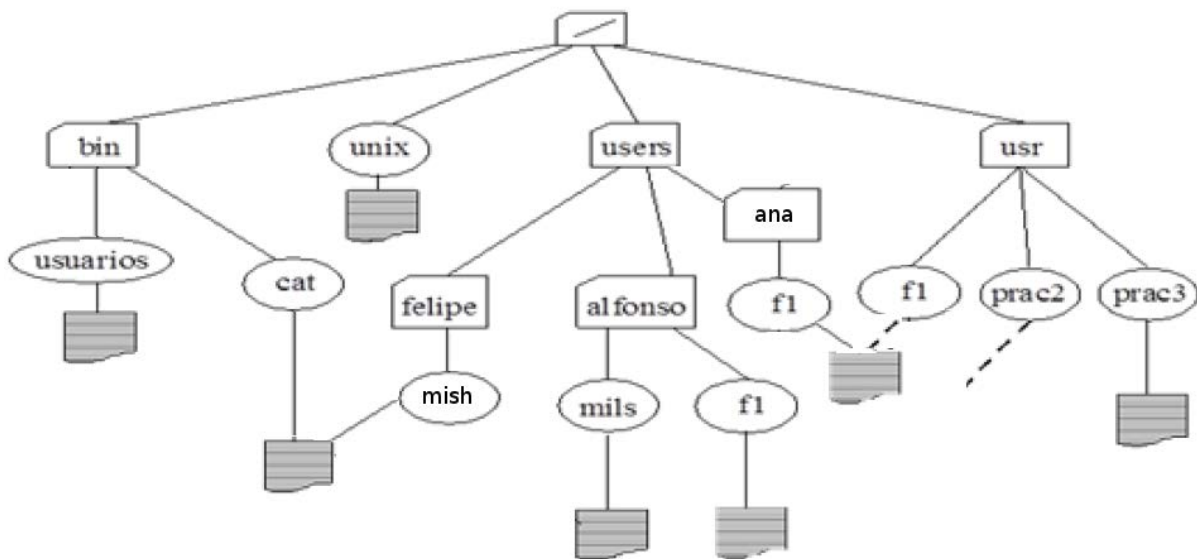 /
bin
unix
users
usr
ana
usuarios
cat
felipe
alfonso
f1
f1
prac2
prac3
mish
mils
f1